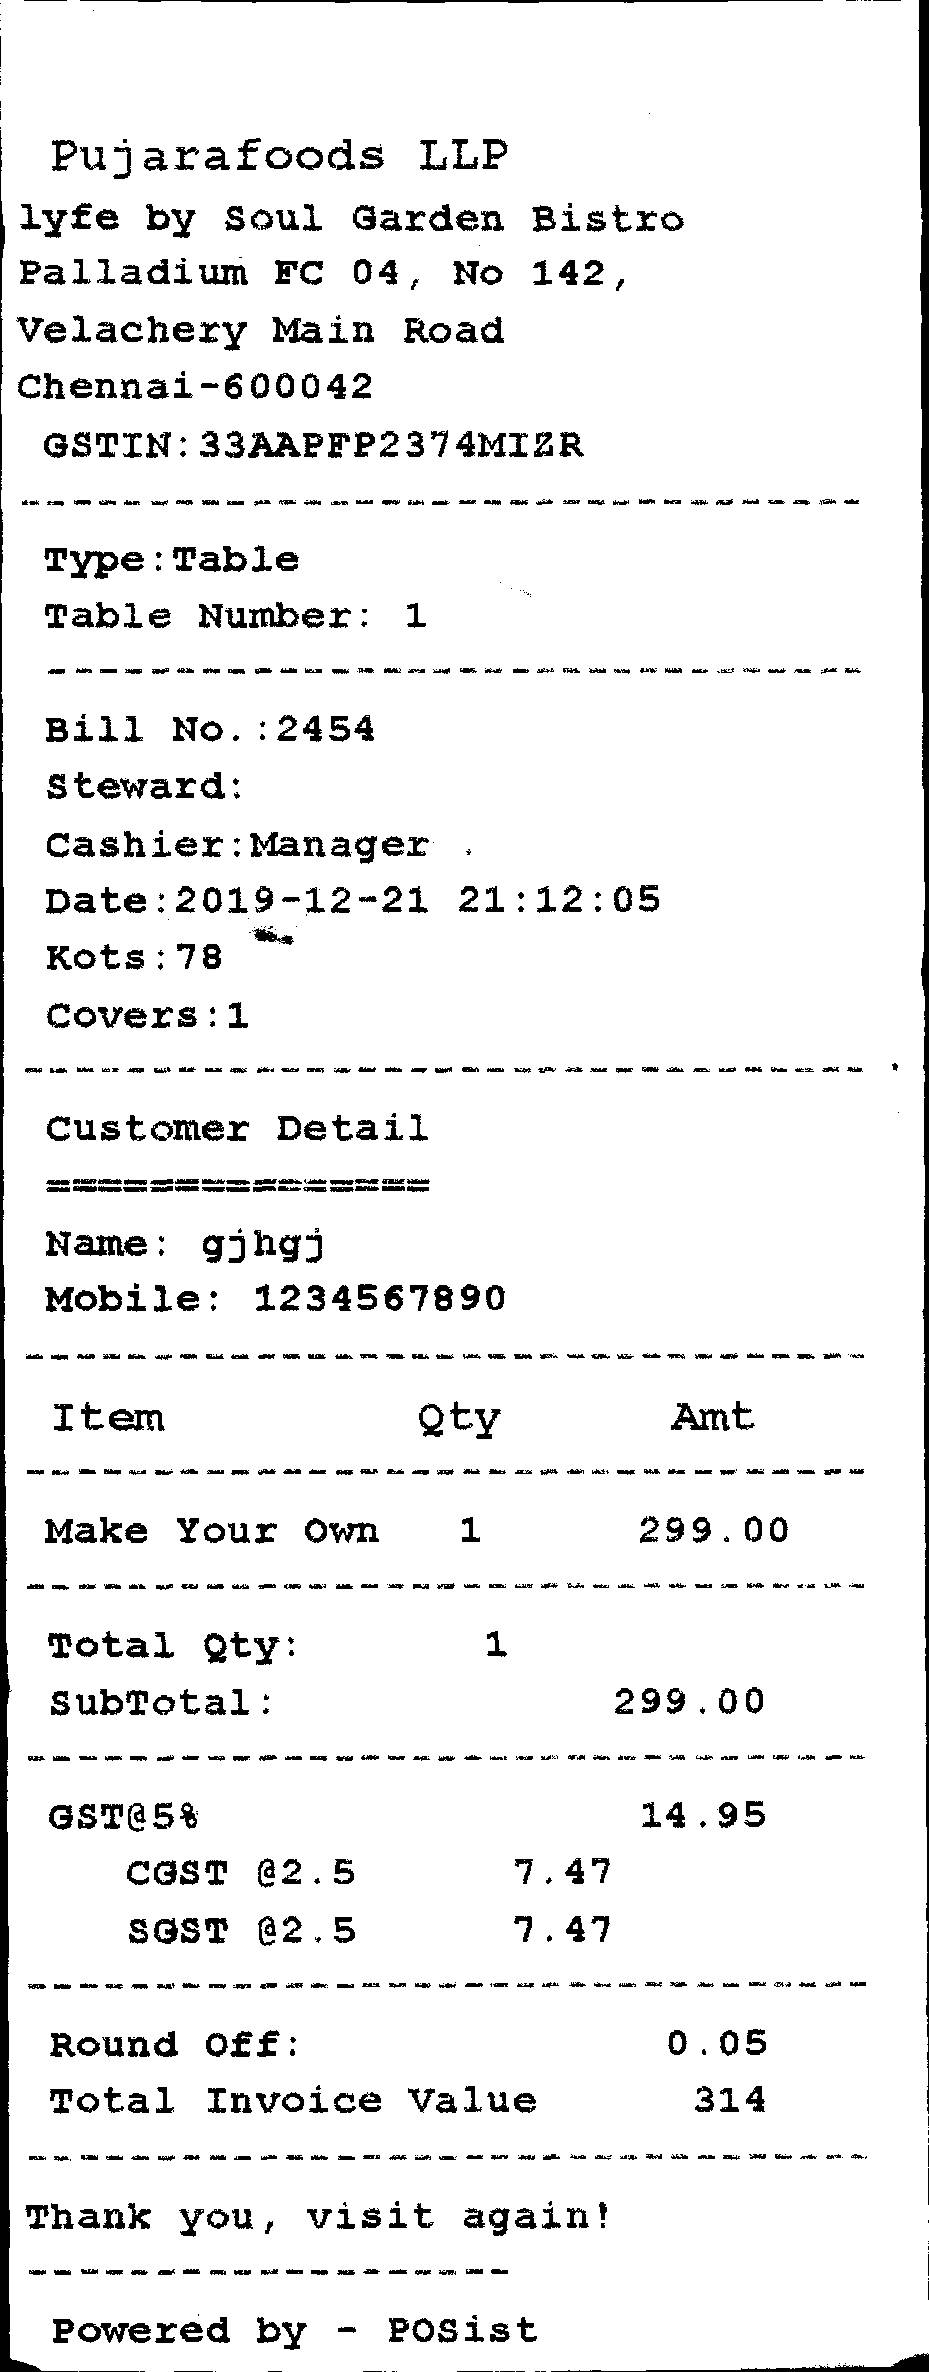 Pujarafoods LLP
lyfe by Soul Garden Bistro
Palladium FC 04, No 142,
Velachery Main Road
Chennai-600042
GSTIN:33AAPFP2374MIZR
Type:Table
Table Number: 1
Bill No.:2454
Steward:
Cashier:Manager
Date:2019-12-21 21:12:05
Kots:78
Covers:1
Customer Detail
===============
Name: gjhgj
Mobile: 1234567890
Item Qty Amt
Make Your Own 1 299.00
Total Qty: 1
SubTotal: 299.00
GST@5% 14.95
CGST @2.5 7.47
SGST @2.5 7.47
Round Off: 0.05
Total Invoice Value 314
Thank you, visit again!
Powered by - POSist